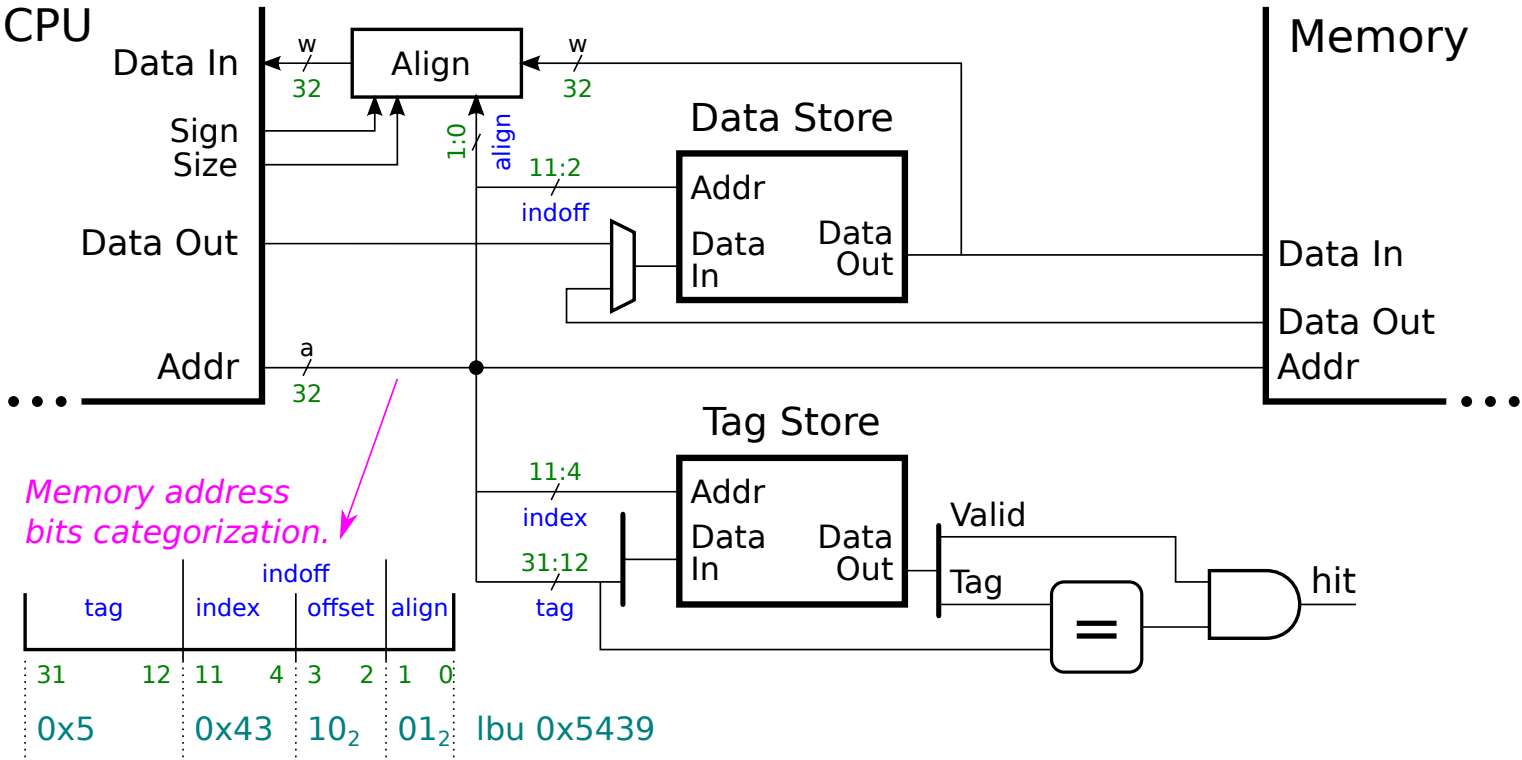 CPU
Memory
Data In
w
32
Align
w
32
Sign
Size
1:0
align
Data Store
11:2
indoff
Addr
Data
In
Data
Out
Data Out
Data In
Data Out
Addr
a
32
Addr
Tag Store
Memory address
bits categorization.
11:4
index
Addr
Data
In
Data
Out
31:12
tag
Valid
Tag
=
hit
indoff
tag index offset align
31 12 11 4 3 2 1 0
0x5 0x43 10₂ 01₂ lbu 0x5439